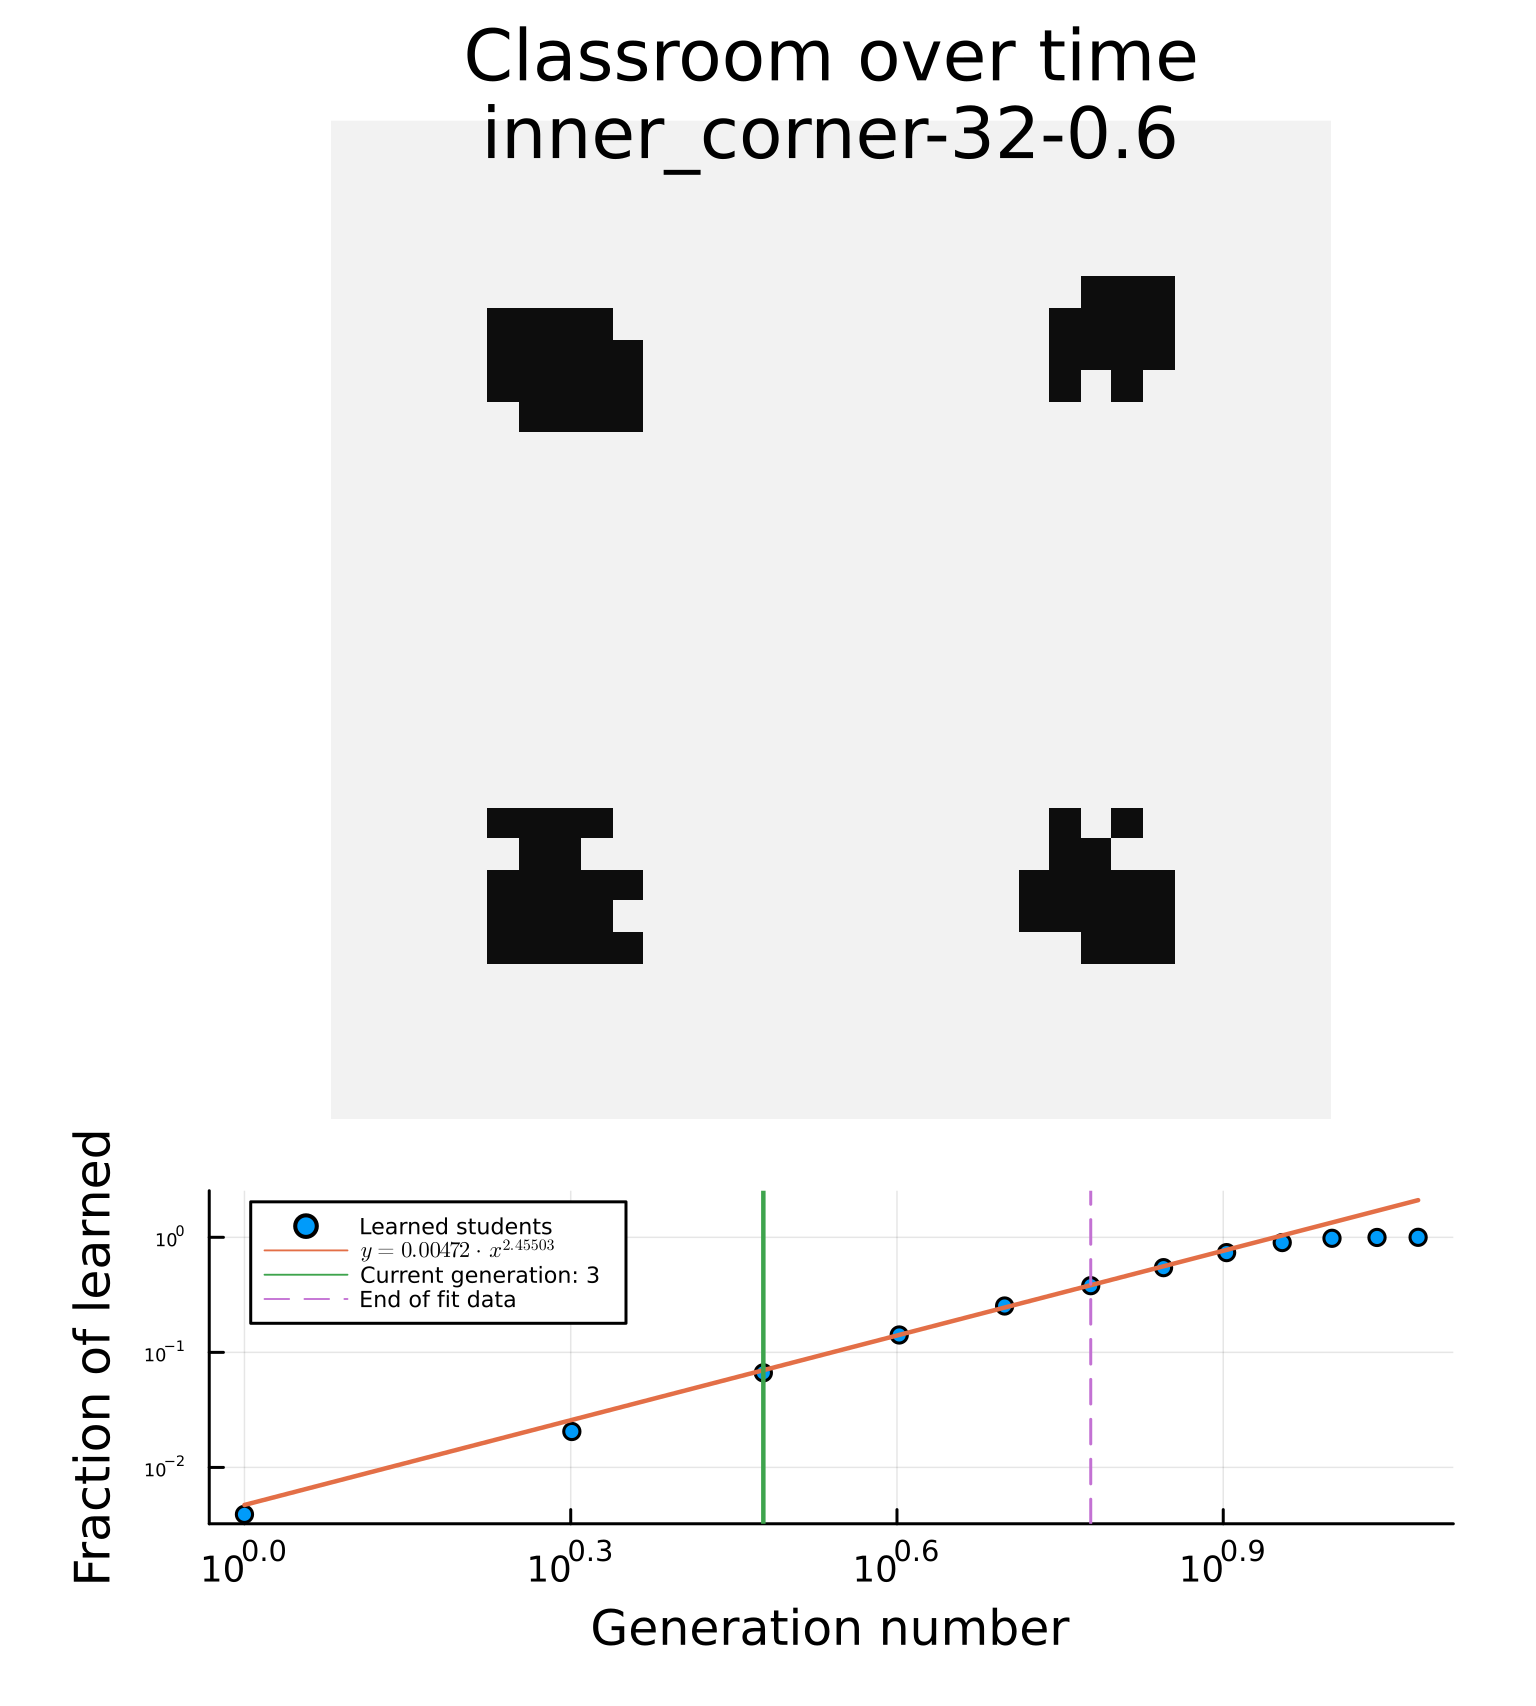 Classroom over time
inner_corner-32-0.6
Fraction of learned
10⁰
10⁻¹
10⁻²
Learned students
y = 0.00472 · x^2.45503
Current generation: 3
End of fit data
10^0.0
10^0.3
10^0.6
10^0.9
Generation number